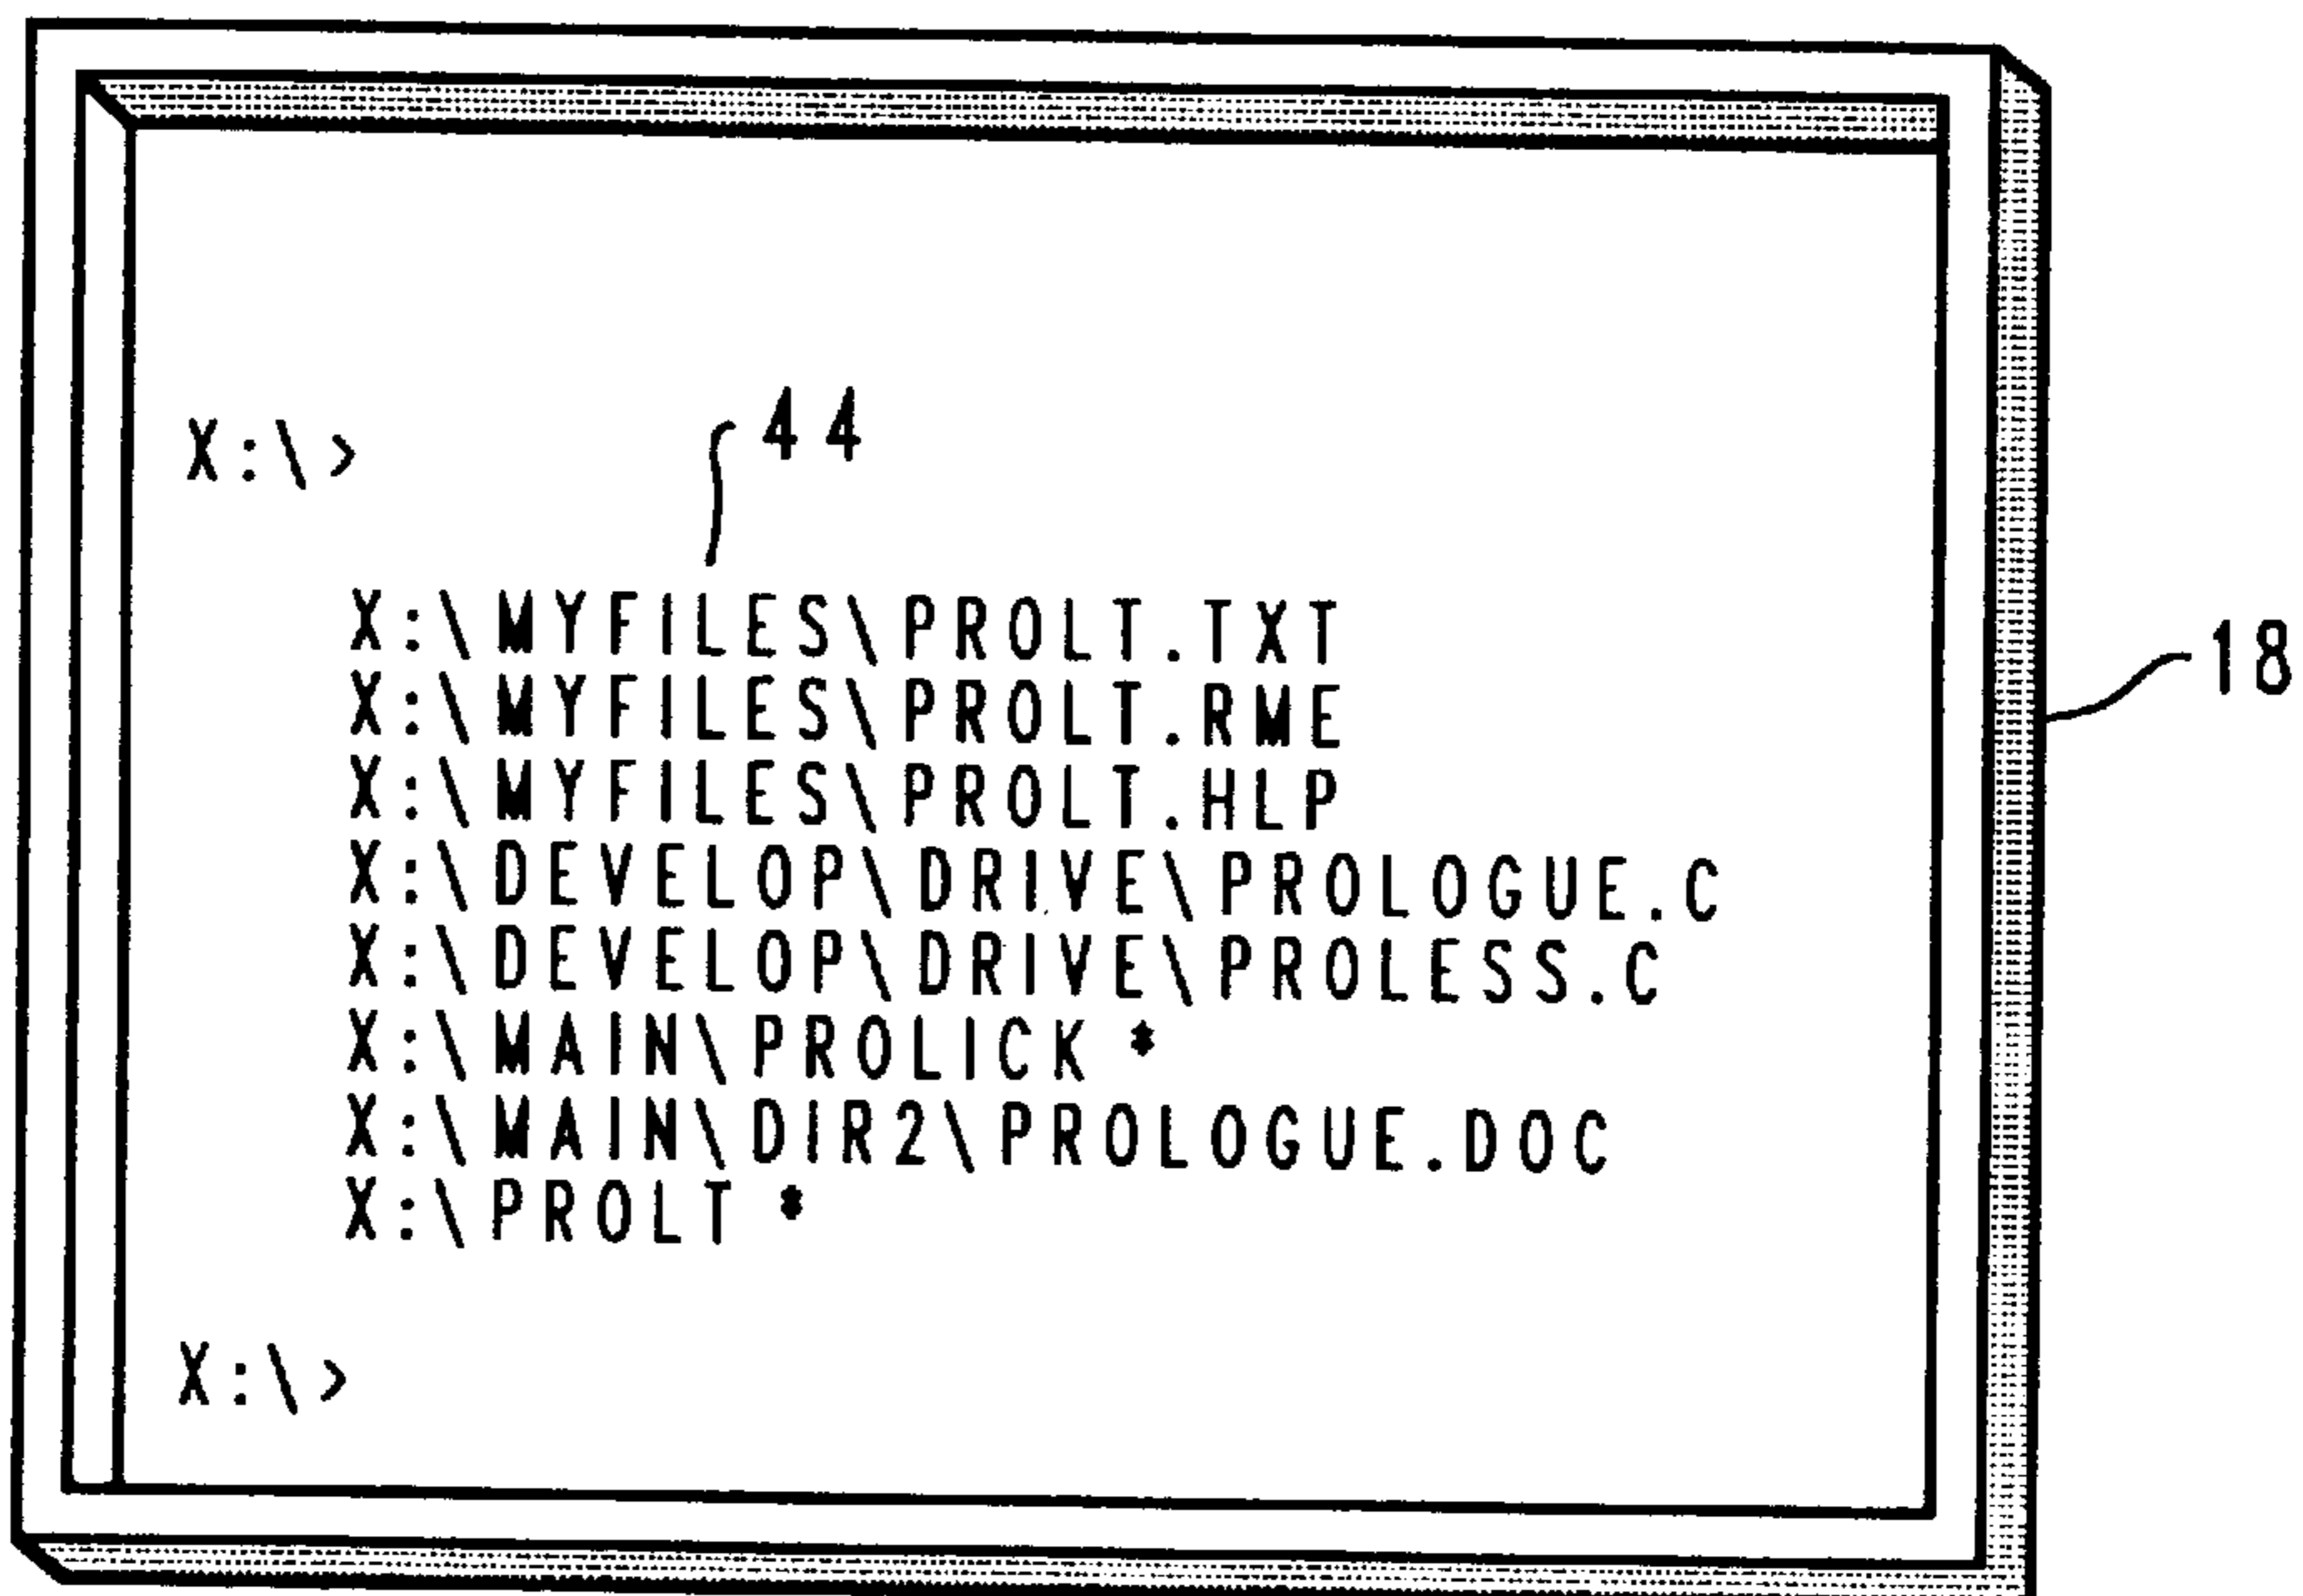 X:\>
44
X:\MYFILES\PROLT.TXT
X:\MYFILES\PROLT.RME
X:\MYFILES\PROLT.HLP
X:\DEVELOP\DRIVE\PROLOGUE.C
X:\DEVELOP\DRIVE\PROLESS.C
X:\MAIN\PROLICK *
X:\MAIN\DIR2\PROLOGUE.DOC
X:\PROLT *
X:\>
18